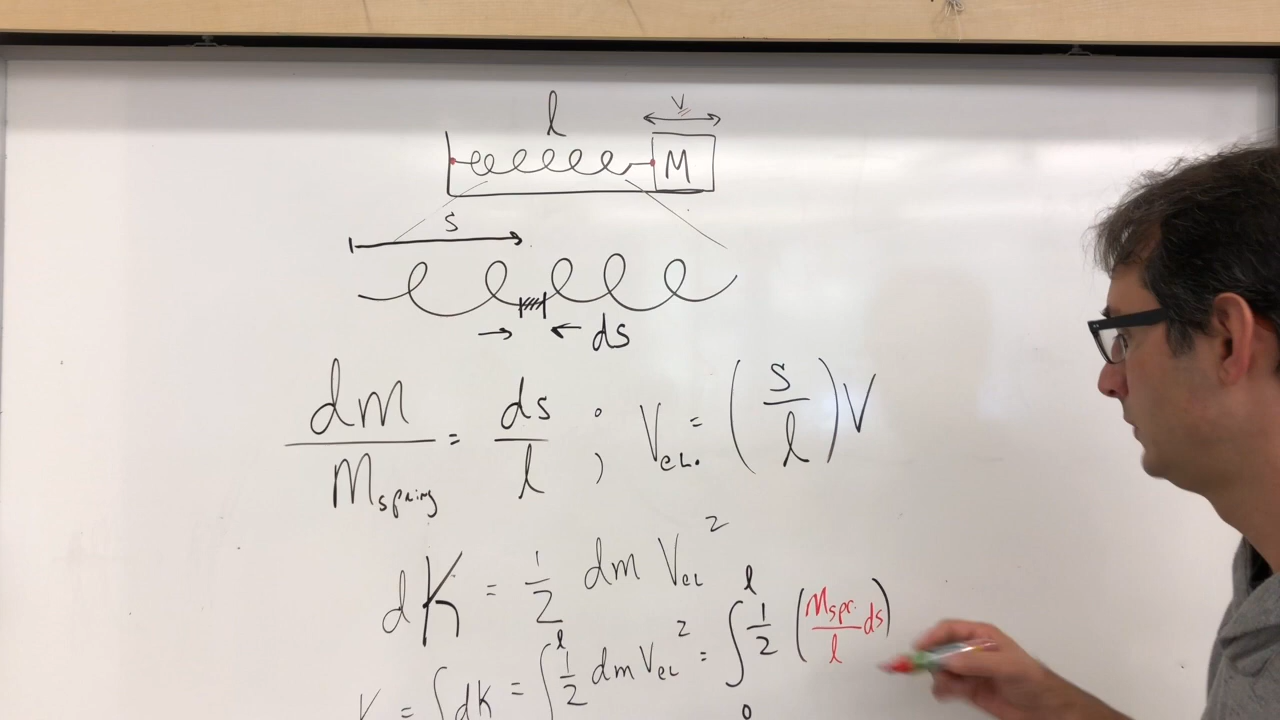 l
V
M
s
ds
dm/M_spring = ds/l ; V_el. = (s/l)V
dK = 1/2 dm V_el^2
K = ∫dK = ∫^l 1/2 dm V_el^2 = ∫_0^l 1/2 (M_spr./l ds)